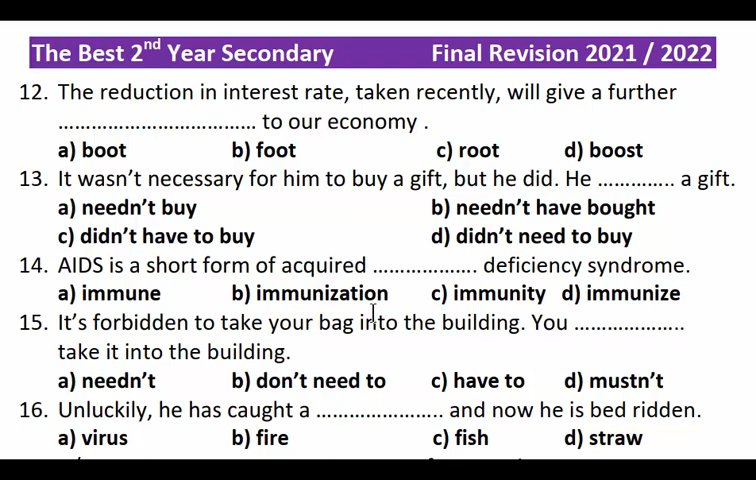 The Best 2nd Year Secondary Final Revision 2021 / 2022
12. The reduction in interest rate, taken recently, will give a further
………………………………. to our economy .
a) boot b) foot c) root d) boost
13. It wasn't necessary for him to buy a gift, but he did. He ………….. a gift.
a) needn't buy b) needn't have bought
c) didn't have to buy d) didn't need to buy
14. AIDS is a short form of acquired ………………. deficiency syndrome.
a) immune b) immunization c) immunity d) immunize
15. It's forbidden to take your bag into the building. You ………………..
take it into the building.
a) needn't b) don't need to c) have to d) mustn't
16. Unluckily, he has caught a ………………….. and now he is bed ridden.
a) virus b) fire c) fish d) straw